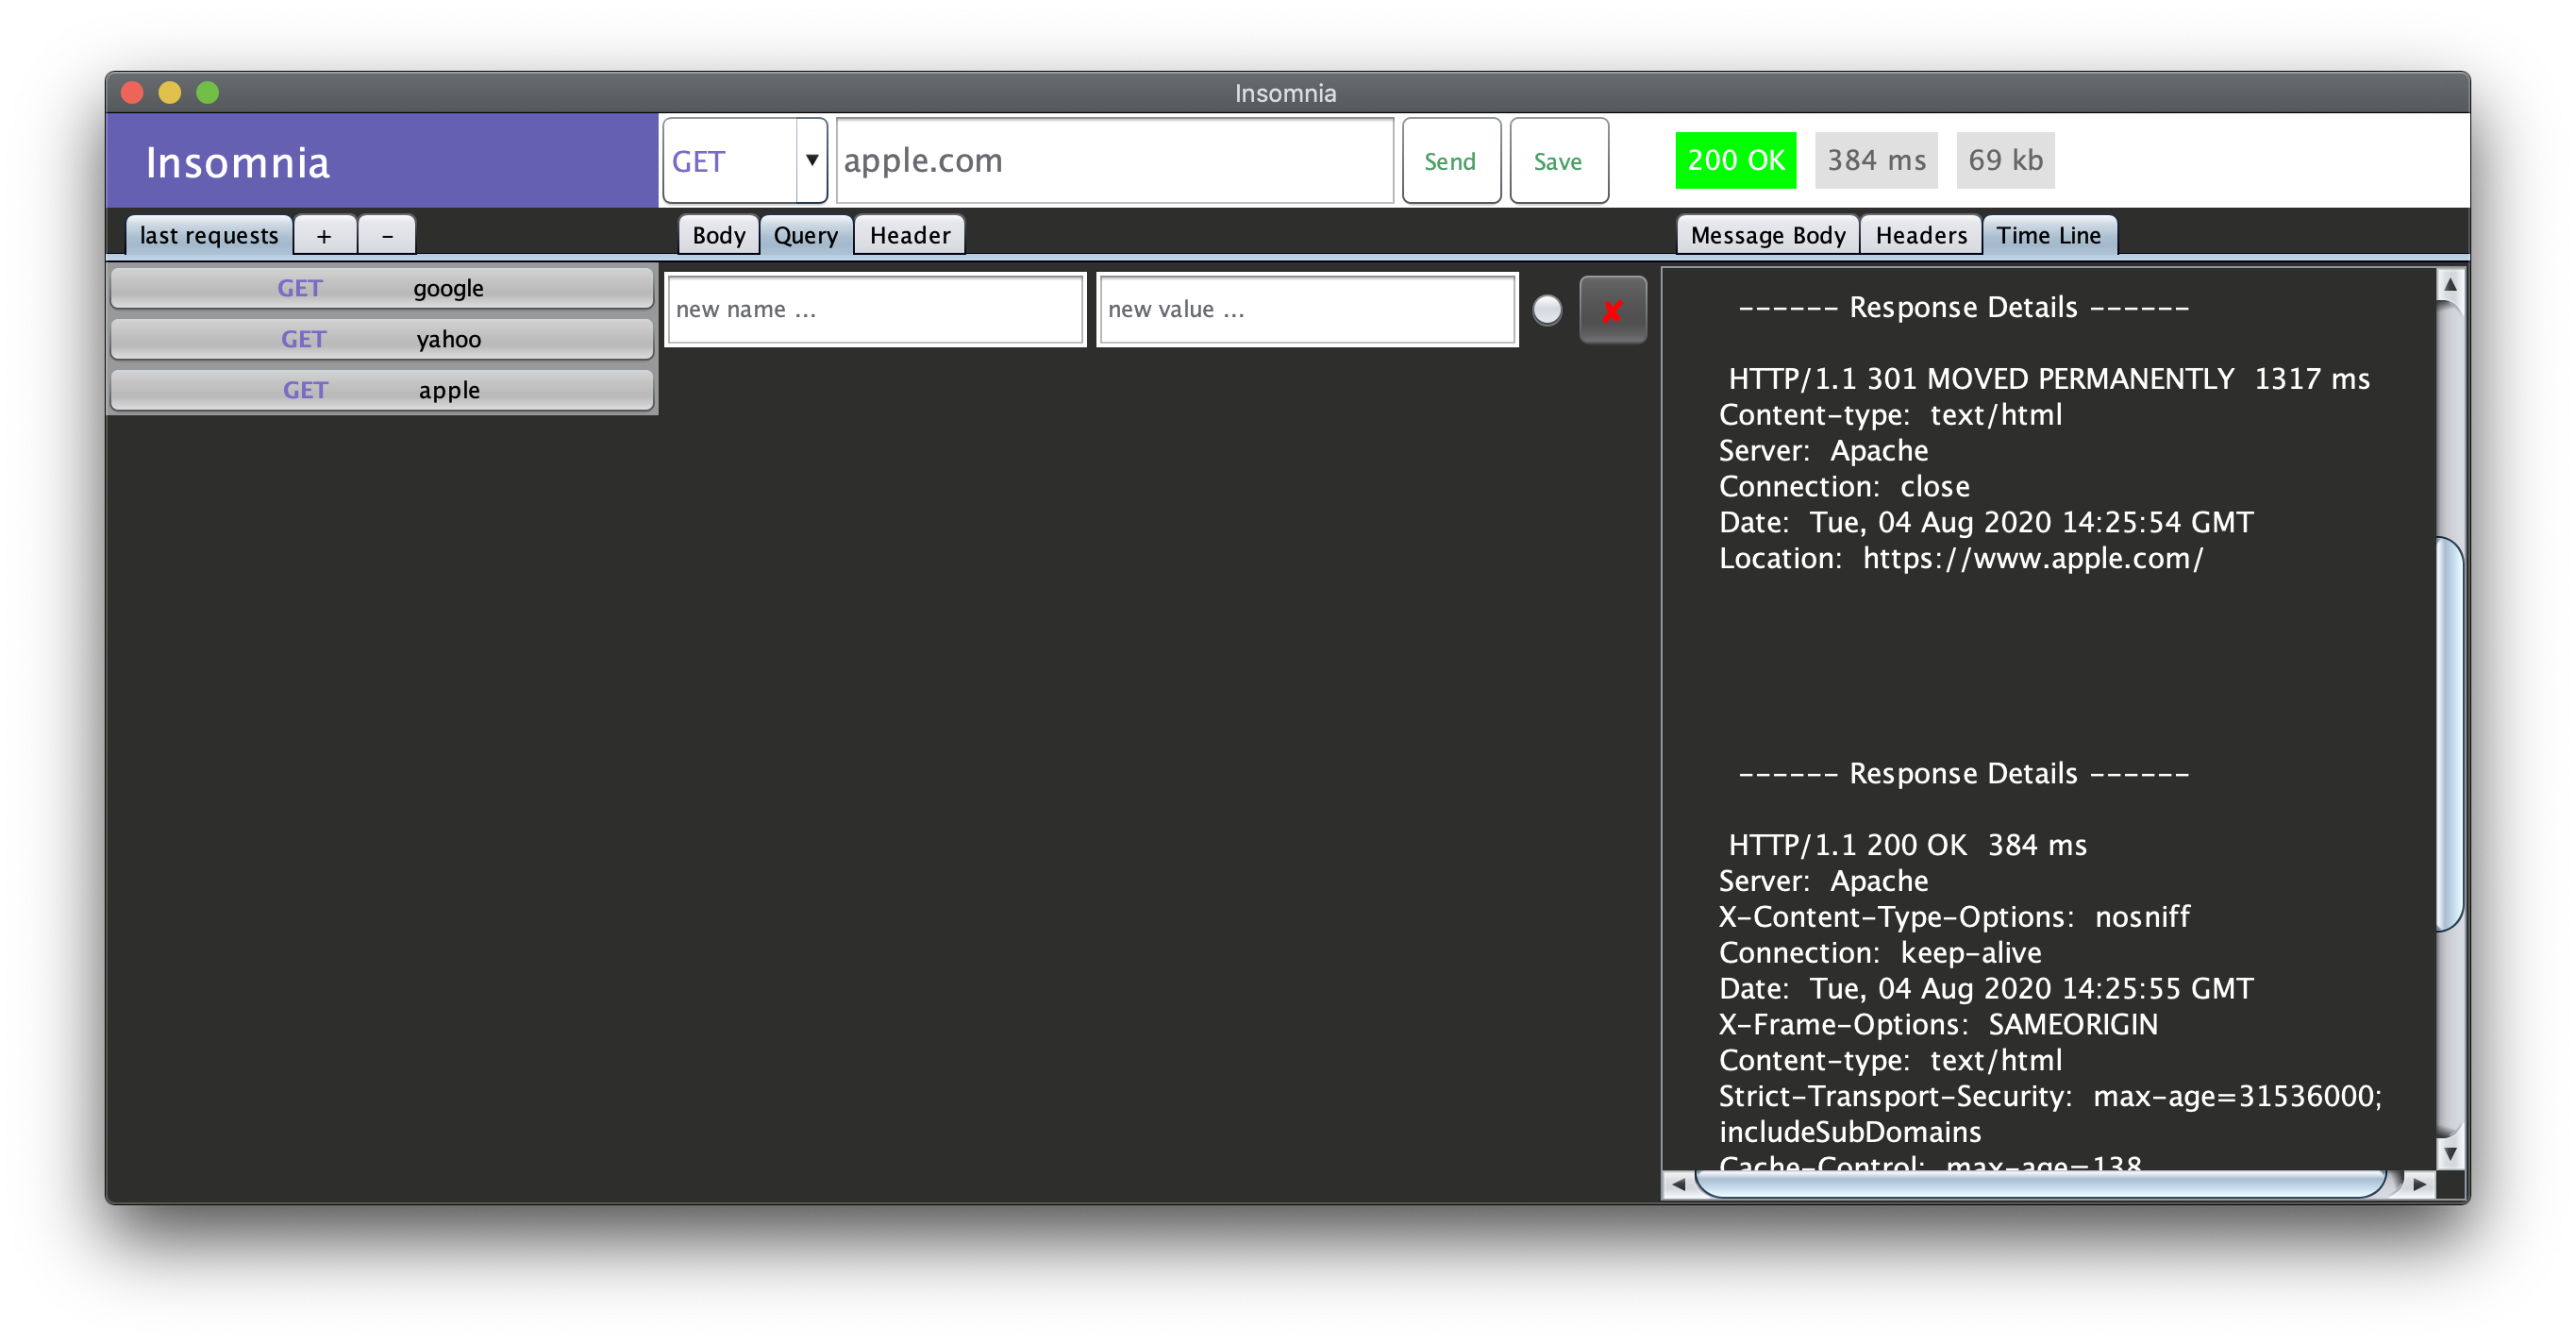 Insomnia
Insomnia
GET
apple.com
Send
Save
200 OK
384 ms
69 kb
last requests
+
-
Body
Query
Header
Message Body
Headers
Time Line
GET google
GET yahoo
GET apple
new name ...
new value ...
✘
------ Response Details ------
HTTP/1.1 301 MOVED PERMANENTLY 1317 ms
Content-type: text/html
Server: Apache
Connection: close
Date: Tue, 04 Aug 2020 14:25:54 GMT
Location: https://www.apple.com/
------ Response Details ------
HTTP/1.1 200 OK 384 ms
Server: Apache
X-Content-Type-Options: nosniff
Connection: keep-alive
Date: Tue, 04 Aug 2020 14:25:55 GMT
X-Frame-Options: SAMEORIGIN
Content-type: text/html
Strict-Transport-Security: max-age=31536000;
includeSubDomains
Cache-Control: max-age=138